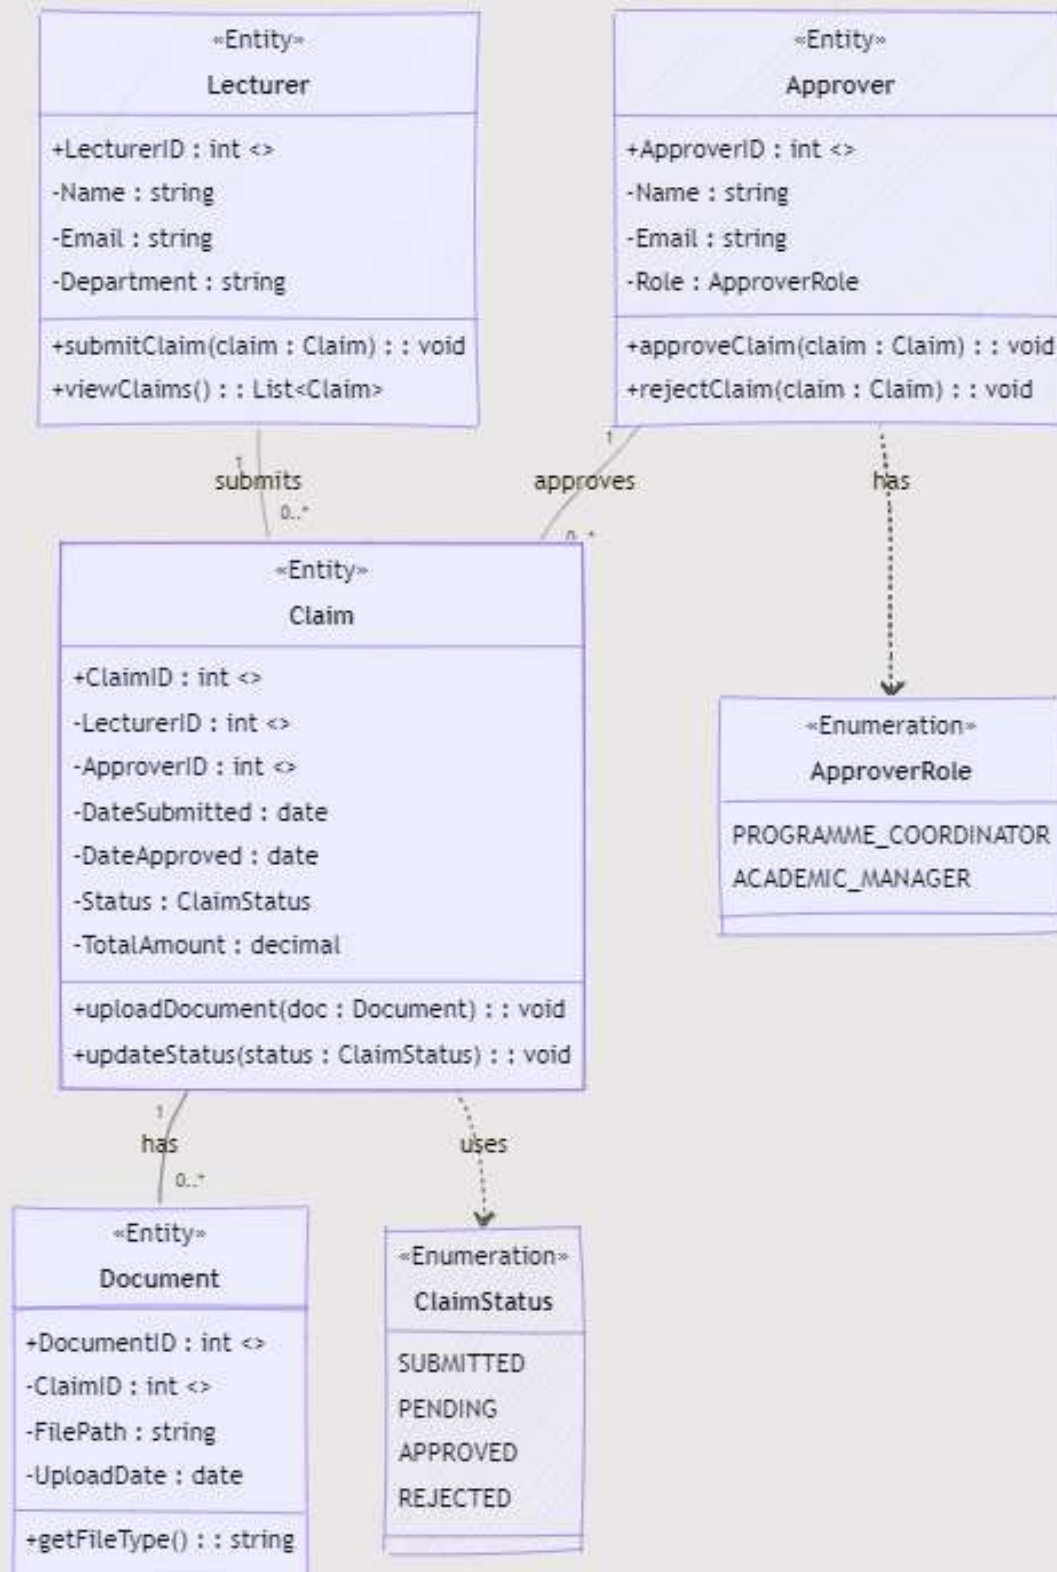 «Entity»
Lecturer
+LecturerID : int <>
-Name : string
-Email : string
-Department : string
+submitClaim(claim : Claim) : : void
+viewClaims() : : List<Claim>
«Entity»
Approver
+ApproverID : int <>
-Name : string
-Email : string
-Role : ApproverRole
+approveClaim(claim : Claim) : : void
+rejectClaim(claim : Claim) : : void
1
submits
0..*
1
approves
0..*
has
«Entity»
Claim
+ClaimID : int <>
-LecturerID : int <>
-ApproverID : int <>
-DateSubmitted : date
-DateApproved : date
-Status : ClaimStatus
-TotalAmount : decimal
+uploadDocument(doc : Document) : : void
+updateStatus(status : ClaimStatus) : : void
«Enumeration»
ApproverRole
PROGRAMME_COORDINATOR
ACADEMIC_MANAGER
1
has
0..*
uses
«Entity»
Document
+DocumentID : int <>
-ClaimID : int <>
-FilePath : string
-UploadDate : date
+getFileType() : : string
«Enumeration»
ClaimStatus
SUBMITTED
PENDING
APPROVED
REJECTED